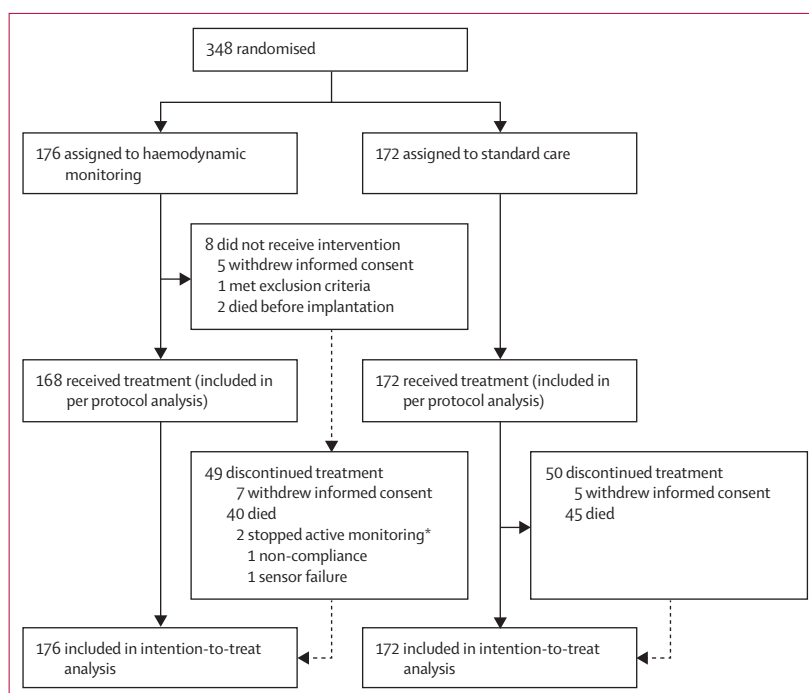 348 randomised
176 assigned to haemodynamic
monitoring
172 assigned to standard care
8 did not receive intervention
5 withdrew informed consent
1 met exclusion criteria
2 died before implantation
168 received treatment (included in
per protocol analysis)
172 received treatment (included in
per protocol analysis)
49 discontinued treatment
7 withdrew informed consent
40 died
2 stopped active monitoring*
1 non-compliance
1 sensor failure
50 discontinued treatment
5 withdrew informed consent
45 died
176 included in intention-to-treat
analysis
172 included in intention-to-treat
analysis